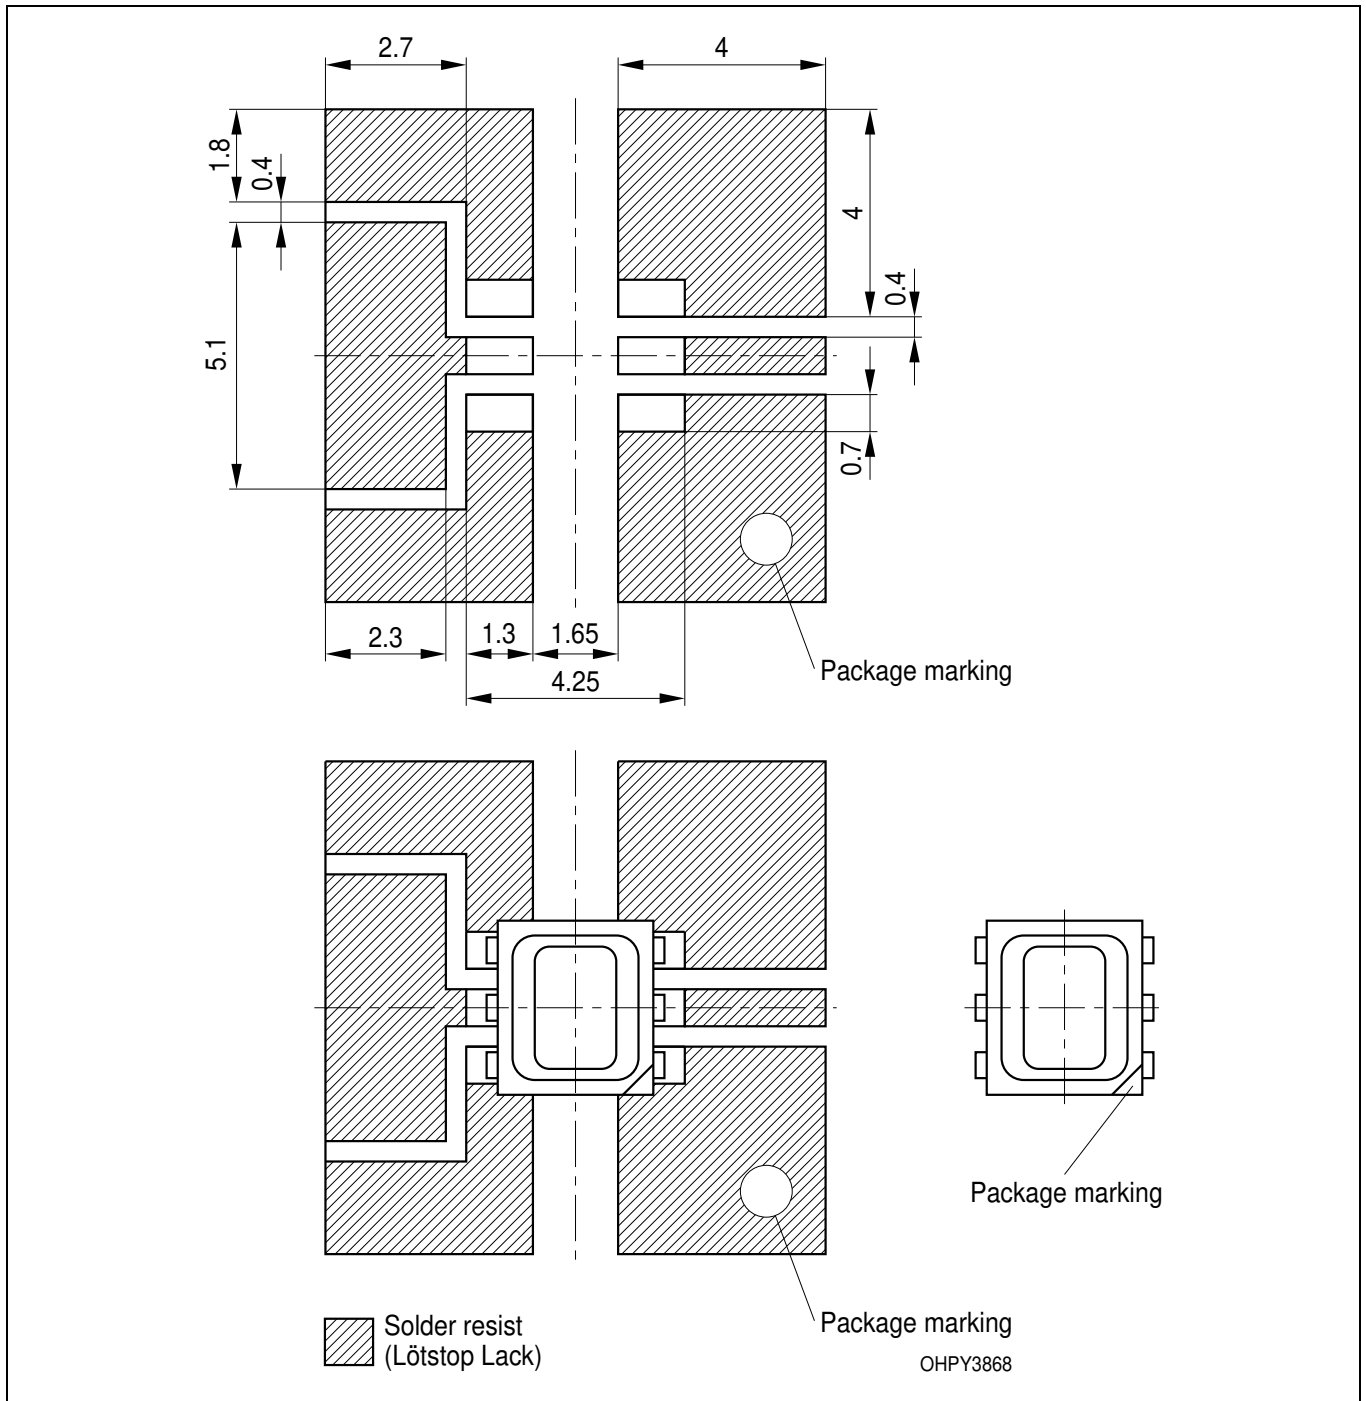 2.7
4
1.8
0.4
4
0.4
5.1
0.7
2.3
1.3
1.65
4.25
Package marking
Package marking
Package marking
Solder resist
(Lötstop Lack)
OHPY3868